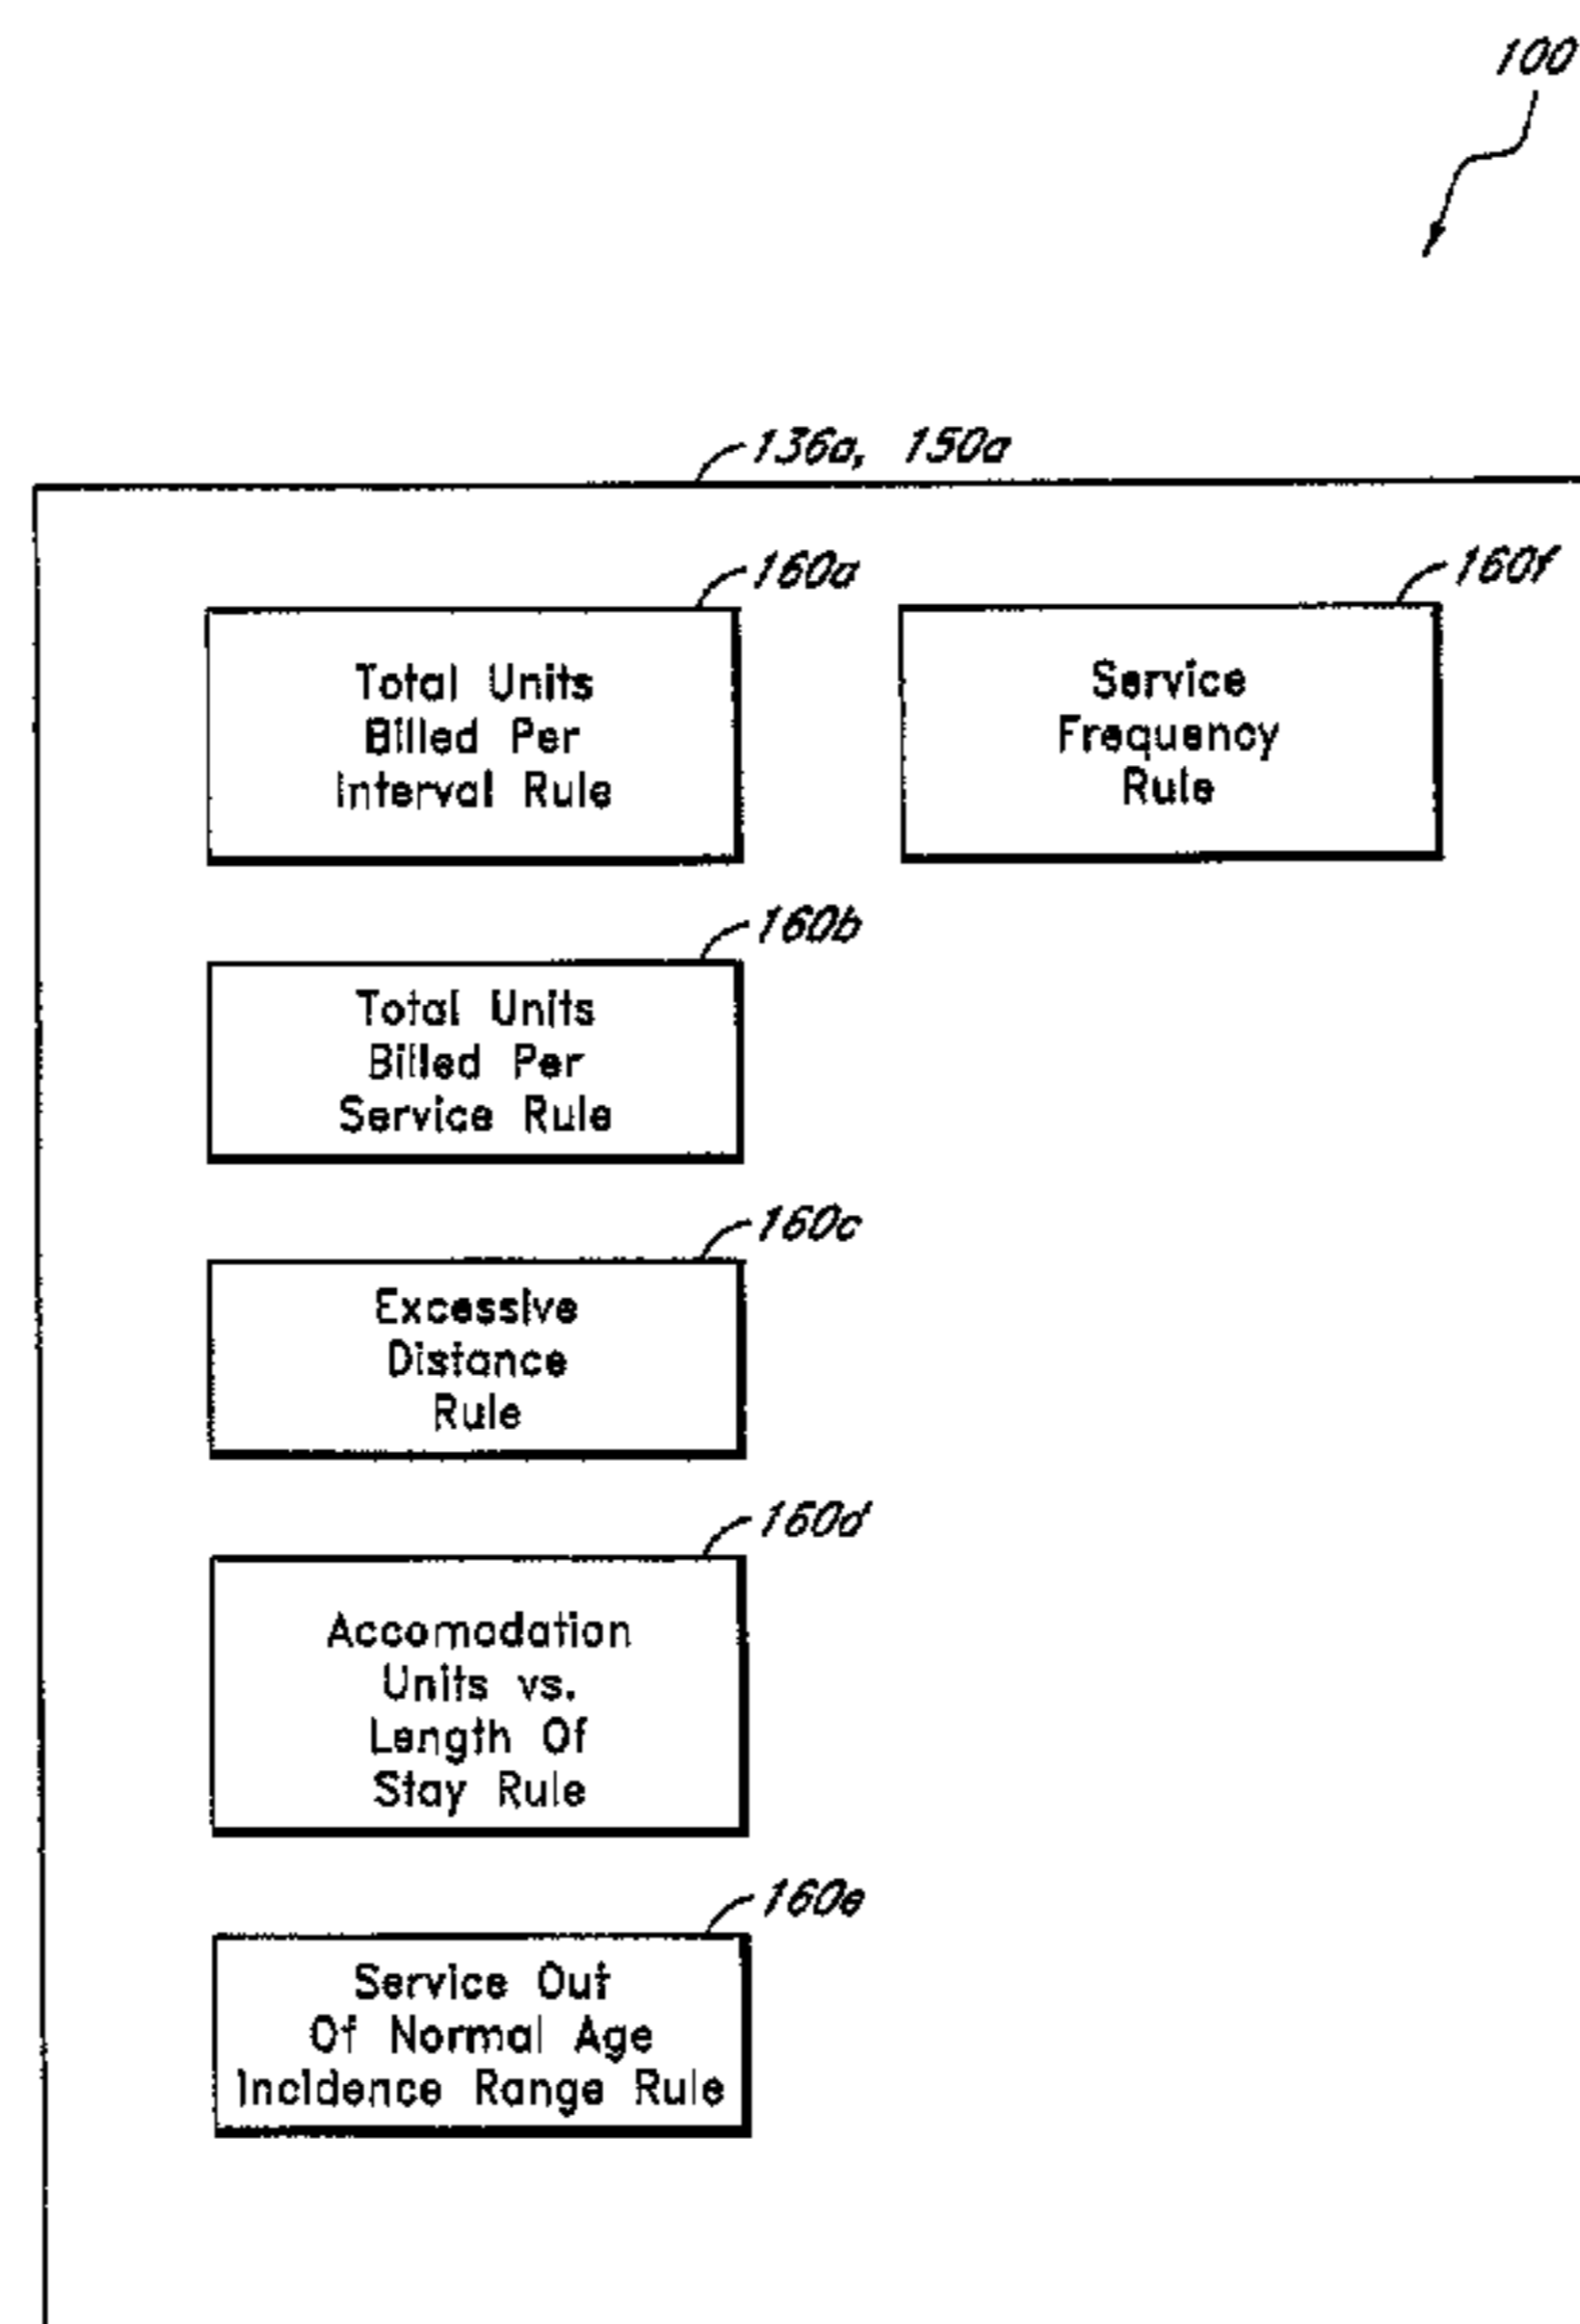 100
136a, 150a
160a
Total Units
Billed Per
Interval Rule
160f
Service
Frequency
Rule
160b
Total Units
Billed Per
Service Rule
160c
Excessive
Distance
Rule
160d
Accomodation
Units vs.
Length Of
Stay Rule
160e
Service Out
Of Normal Age
Incidence Range Rule